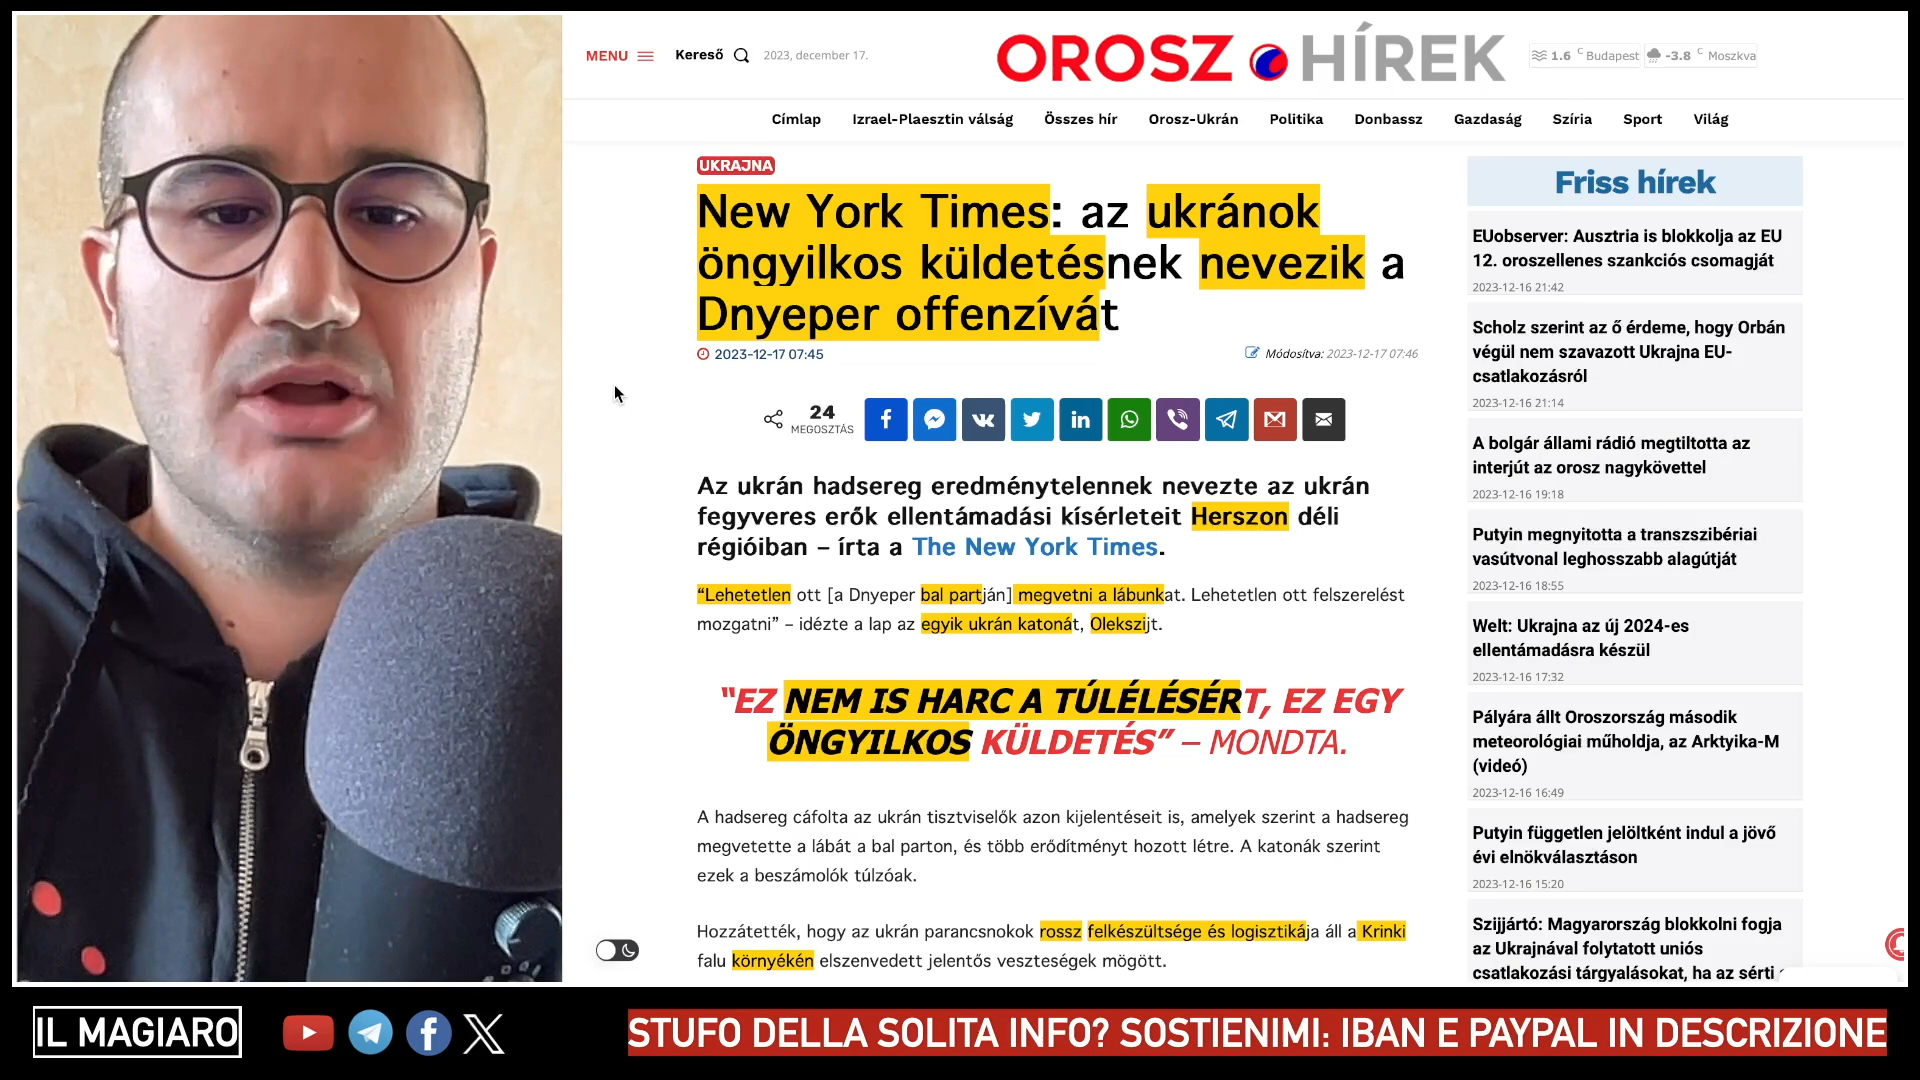 MENU
Kereső
2023, december 17.
OROSZ HÍREK
1.6 C Budapest
-3.8 C Moszkva
Címlap Izrael-Plaesztin válság Összes hír Orosz-Ukrán Politika Donbassz Gazdaság Szíria Sport Világ
UKRAJNA
New York Times: az ukránok
öngyilkos küldetésnek nevezik a
Dnyeper offenzívát
2023-12-17 07:45
Módosítva: 2023-12-17 07:46
24
MEGOSZTÁS
Az ukrán hadsereg eredménytelennek nevezte az ukrán
fegyveres erők ellentámadási kísérleteit Herszon déli
régióiban – írta a The New York Times.
“Lehetetlen ott [a Dnyeper bal partján] megvetni a lábunkat. Lehetetlen ott felszerelést
mozgatni” – idézte a lap az egyik ukrán katonát, Olekszijt.
“EZ NEM IS HARC A TÚLÉLÉSÉRT, EZ EGY
ÖNGYILKOS KÜLDETÉS” – MONDTA.
A hadsereg cáfolta az ukrán tisztviselők azon kijelentéseit is, amelyek szerint a hadsereg
megvetette a lábát a bal parton, és több erődítményt hozott létre. A katonák szerint
ezek a beszámolók túlzóak.
Hozzátették, hogy az ukrán parancsnokok rossz felkészültsége és logisztikája áll a Krinki
falu környékén elszenvedett jelentős veszteségek mögött.
Friss hírek
EUobserver: Ausztria is blokkolja az EU
12. oroszellenes szankciós csomagját
2023-12-16 21:42
Scholz szerint az ő érdeme, hogy Orbán
végül nem szavazott Ukrajna EU-
csatlakozásról
2023-12-16 21:14
A bolgár állami rádió megtiltotta az
interjút az orosz nagykövettel
2023-12-16 19:18
Putyin megnyitotta a transzszibériai
vasútvonal leghosszabb alagútját
2023-12-16 18:55
Welt: Ukrajna az új 2024-es
ellentámadásra készül
2023-12-16 17:32
Pályára állt Oroszország második
meteorológiai műholdja, az Arktyika-M
(videó)
2023-12-16 16:49
Putyin független jelöltként indul a jövő
évi elnökválasztáson
2023-12-16 15:20
Szijjártó: Magyarország blokkolni fogja
az Ukrajnával folytatott uniós
csatlakozási tárgyalásokat, ha az sérti
IL MAGIARO
STUFO DELLA SOLITA INFO? SOSTIENIMI: IBAN E PAYPAL IN DESCRIZIONE